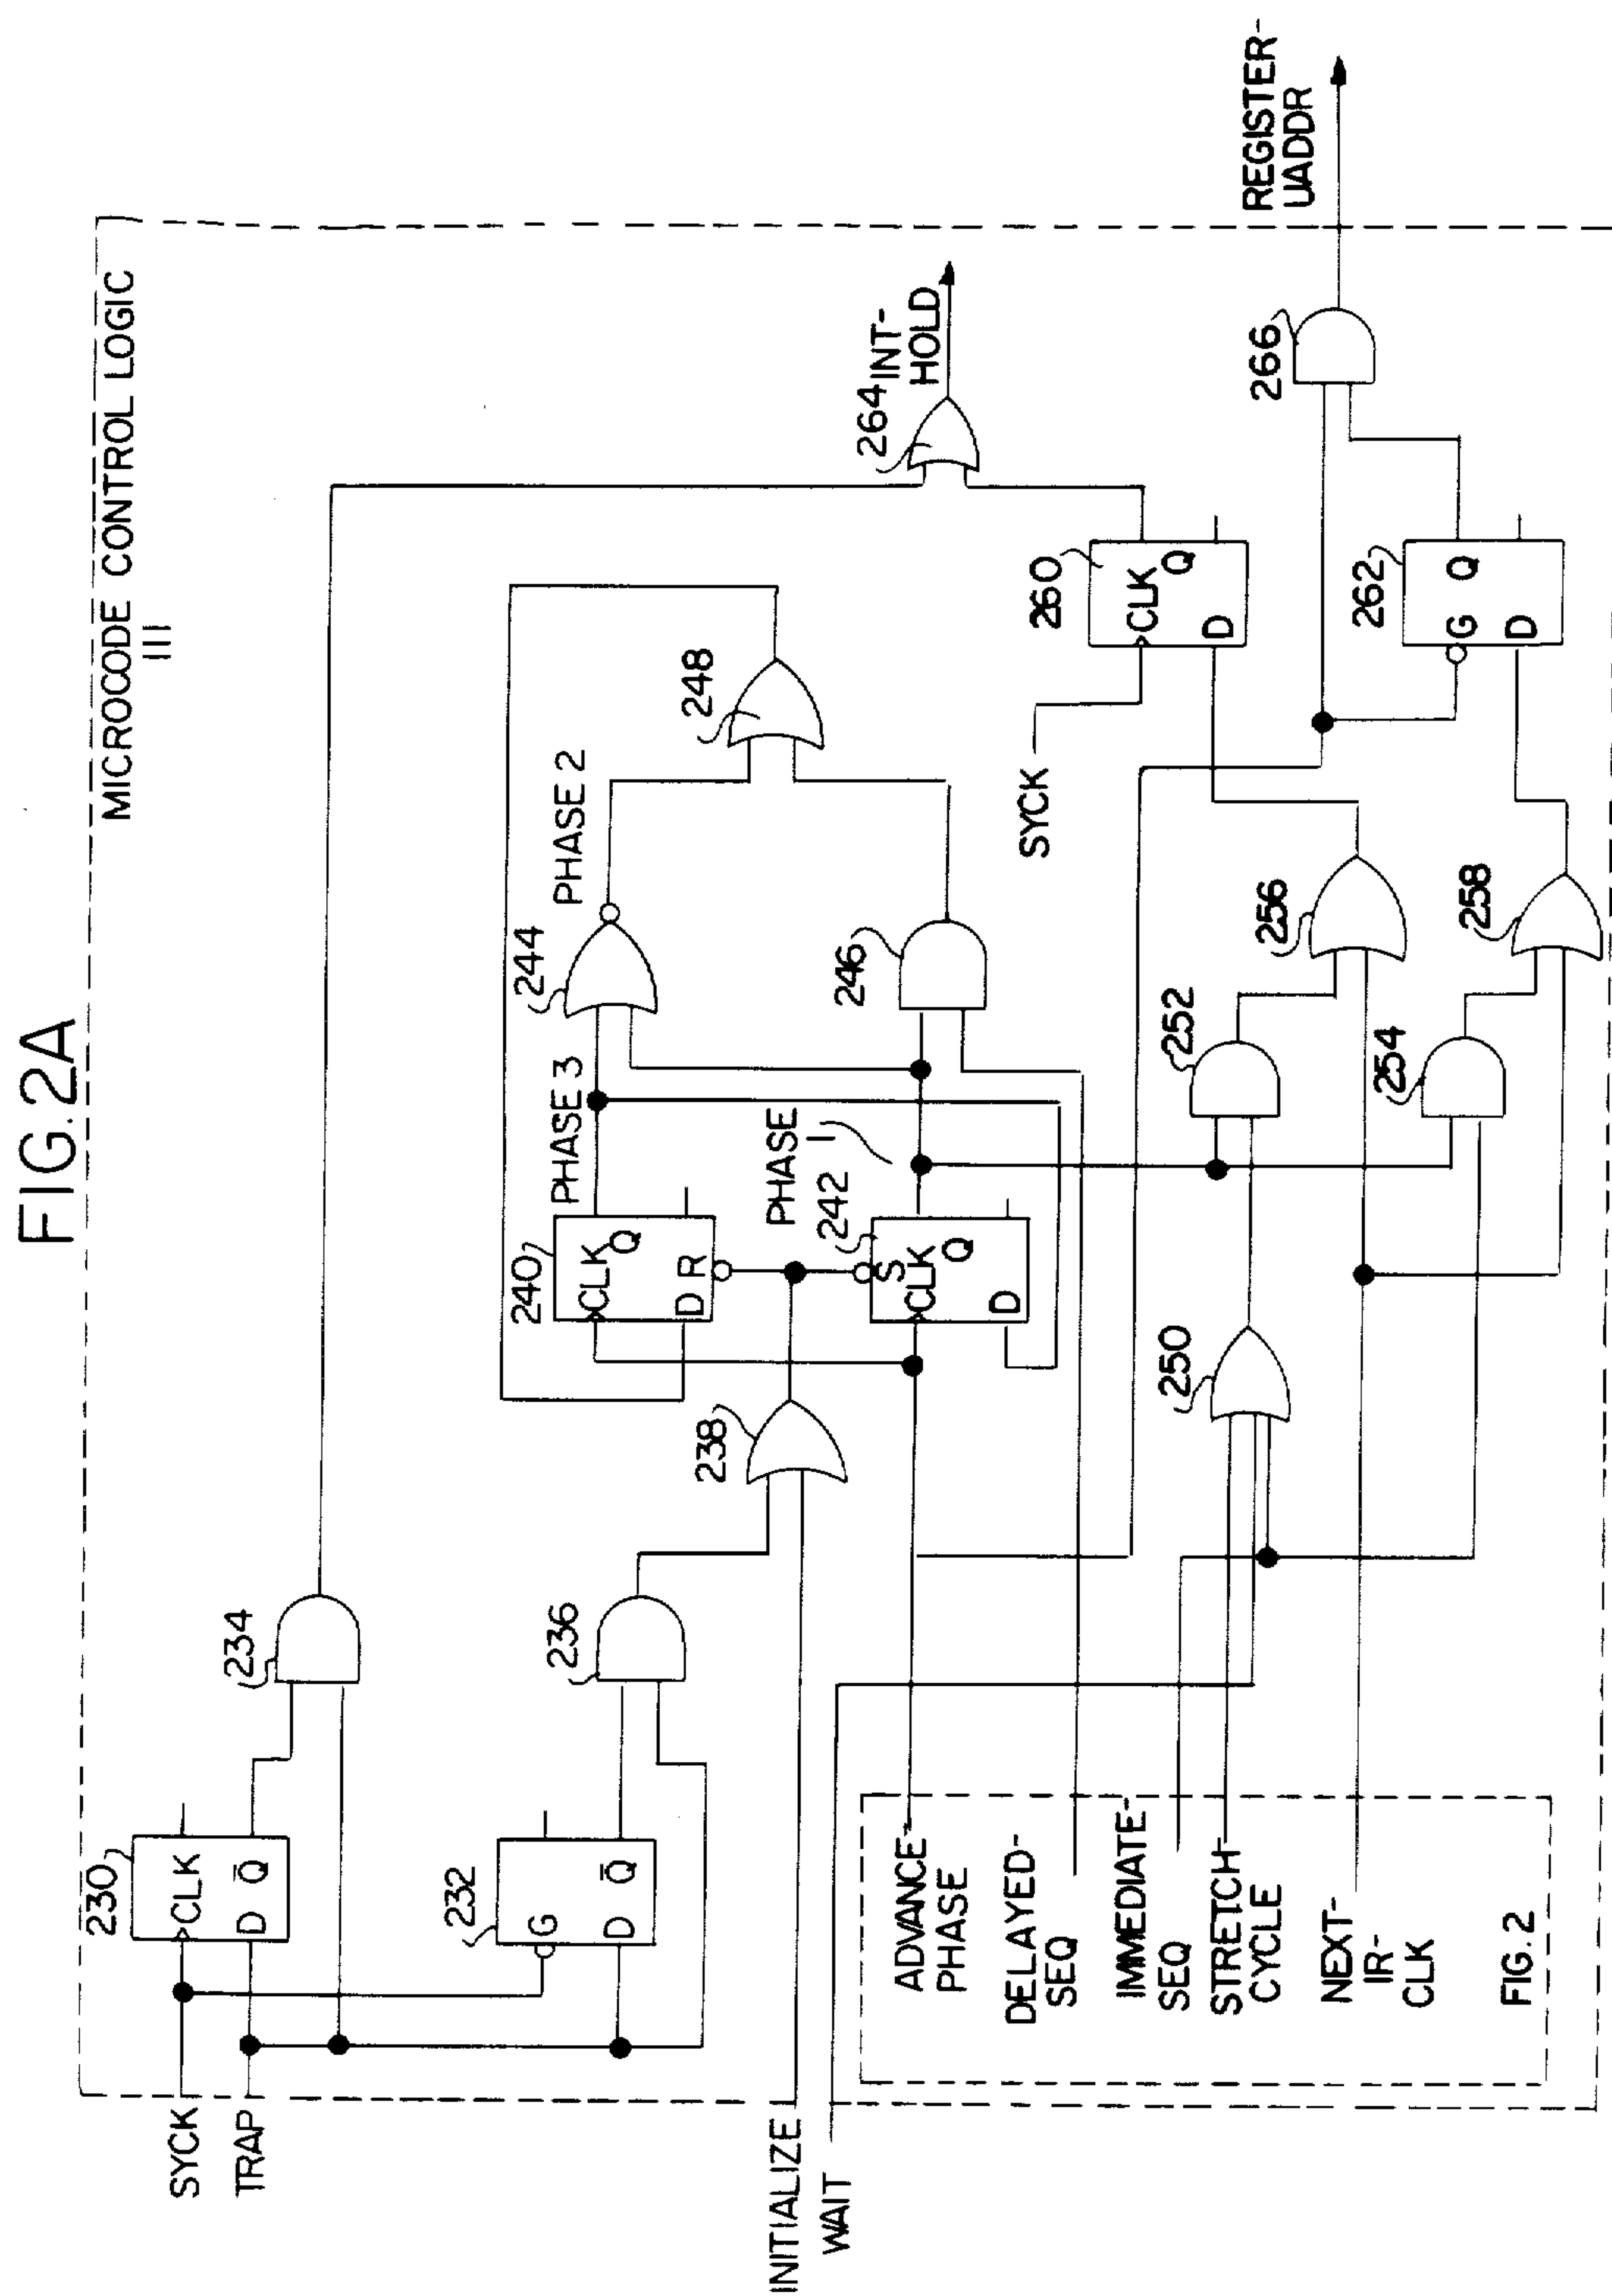 FIG. 2A
MICROCODE CONTROL LOGIC
111
SYCK
TRAP
INITIALIZE
WAIT
230
CLK
D Q̅
232
G
D Q̅
234
236
238
240
CLK
Q
D R
PHASE 3
242
S
CLK
Q
D
PHASE
1
244
PHASE 2
246
248
250
252
254
256
258
SYCK
260
CLK
Q
D
262
G Q
D
264
INT-
HOLD
266
REGISTER-
UADDR
ADVANCE-
PHASE
DELAYED-
SEQ
IMMEDIATE-
SEQ
STRETCH-
CYCLE
NEXT-
IR-
CLK
FIG. 2